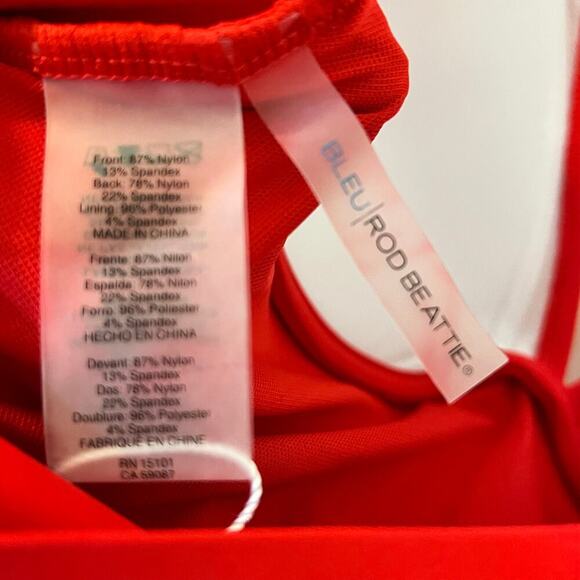 Front: 87% Nylon
13% Spandex
Back: 78% Nylon
22% Spandex
Lining: 96% Polyester
4% Spandex
MADE IN CHINA
Frente: 87% Nilon
13% Spandex
Espalda: 78% Nilon
22% Spandex
Forro: 96% Poliester
4% Spandex
HECHO EN CHINA
Devant: 87% Nylon
13% Spandex
Dos: 78% Nylon
22% Spandex
Doublure: 96% Polyester
4% Spandex
FABRIQUÉ EN CHINE
RN 15101
CA 59087
BLEU|ROD BEATTIE®